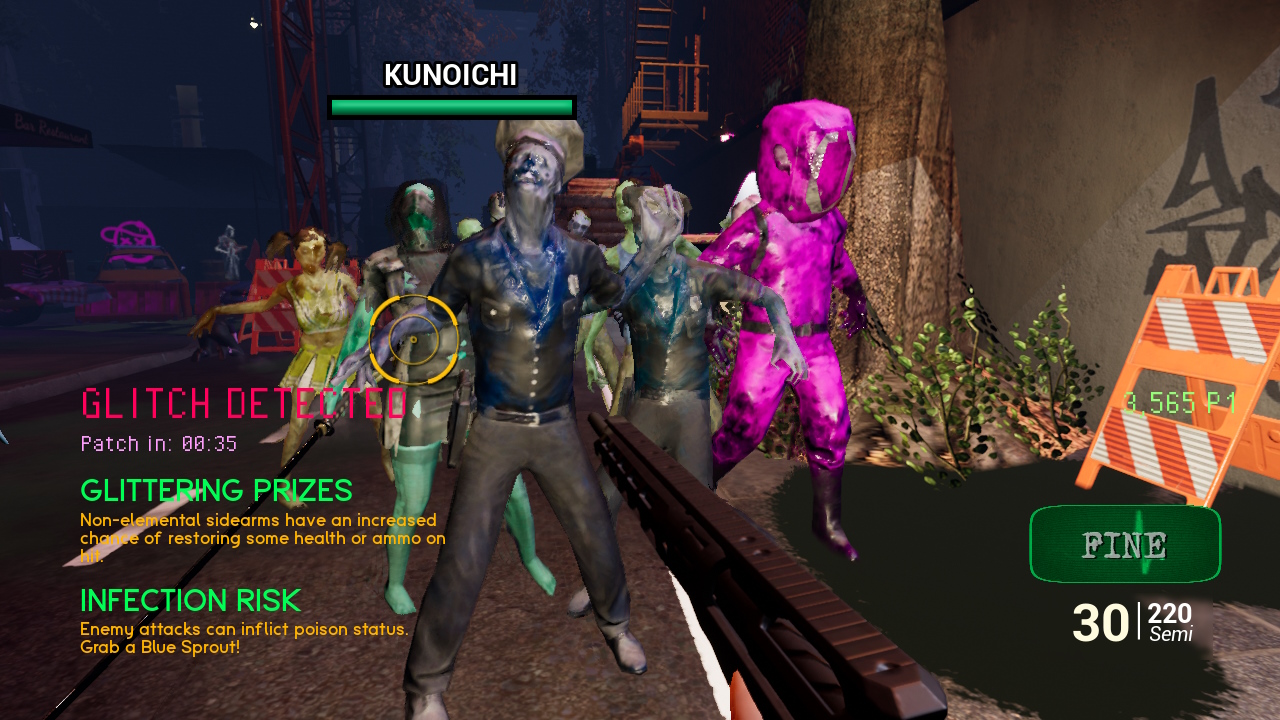 KUNOICHI
Bar Restaurant
GLITCH DETECTED
Patch in: 00:35
3,565 P1
GLITTERING PRIZES
Non-elemental sidearms have an increased
chance of restoring some health or ammo on
hit.
FINE
INFECTION RISK
Enemy attacks can inflict poison status.
Grab a Blue Sprout!
30
220
Semi